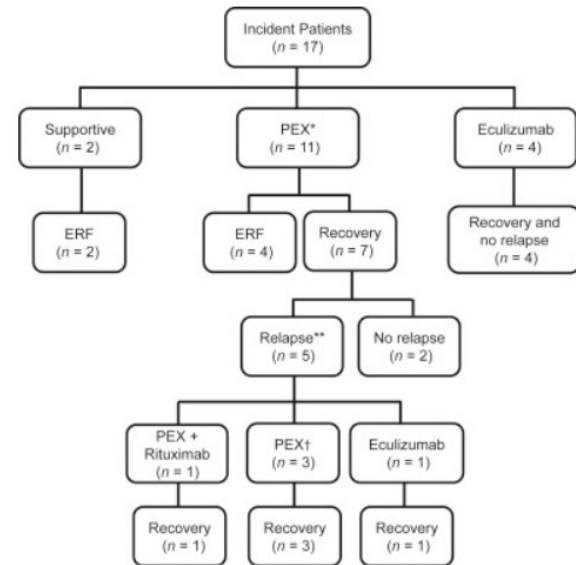 Incident Patients
(n = 17)
Supportive
(n = 2)
PEX*
(n = 11)
Eculizumab
(n = 4)
ERF
(n = 2)
ERF
(n = 4)
Recovery
(n = 7)
Recovery and
no relapse
(n = 4)
Relapse**
(n = 5)
No relapse
(n = 2)
PEX +
Rituximab
(n = 1)
PEX†
(n = 3)
Eculizumab
(n = 1)
Recovery
(n = 1)
Recovery
(n = 3)
Recovery
(n = 1)